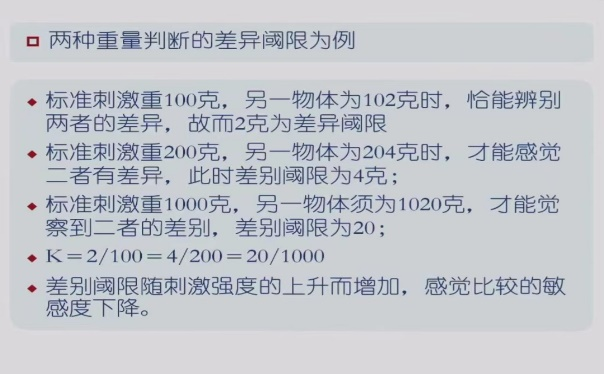 两种重量判断的差异阈限为例
标准刺激重100克，另一物体为102克时，恰能辨别
两者的差异，故而2克为差异阈限
标准刺激重200克，另一物体为204克时，才能感觉
二者有差异，此时差别阈限为4克；
标准刺激重1000克，另一物体须为1020克，才能觉
察到二者的差别，差别阈限为20；
K＝2/100＝4/200＝20/1000
差别阈限随刺激强度的上升而增加，感觉比较的敏
感度下降。